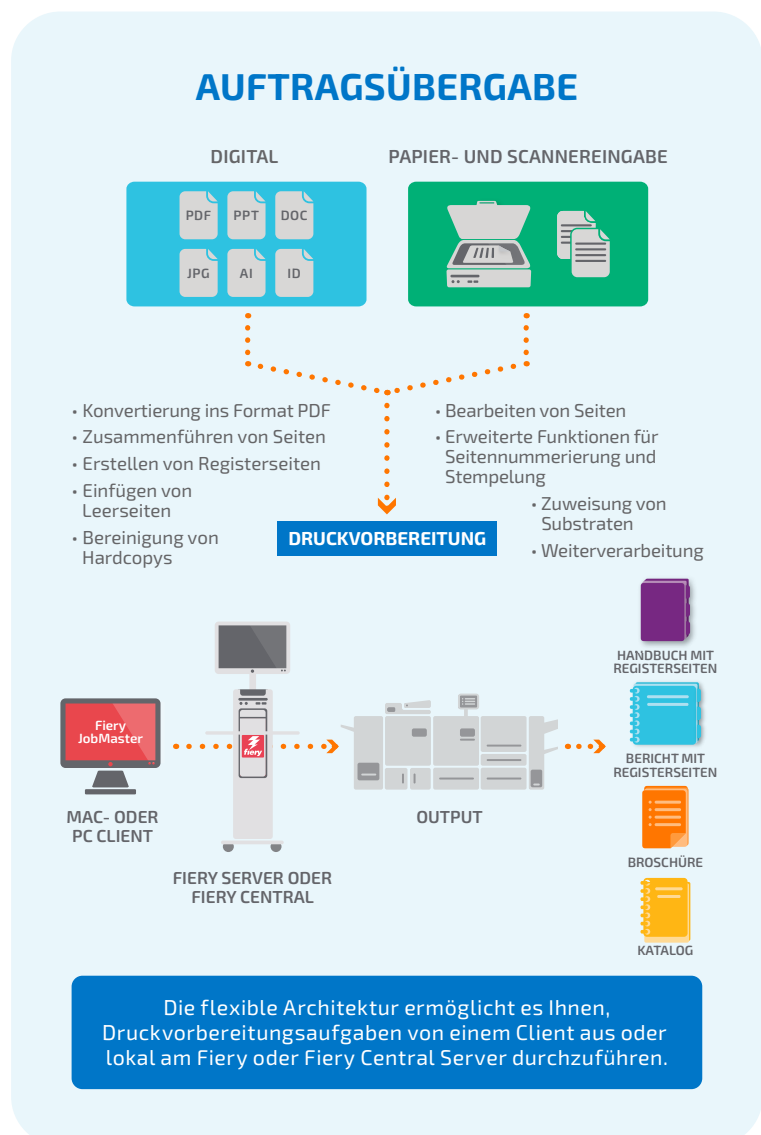 AUFTRAGSÜBERGABE
DIGITAL
PDF
PPT
DOC
JPG
AI
ID
PAPIER- UND SCANNEREINGABE
• Konvertierung ins Format PDF
• Zusammenführen von Seiten
• Erstellen von Registerseiten
• Einfügen von
Leerseiten
• Bereinigung von
Hardcopys
• Bearbeiten von Seiten
• Erweiterte Funktionen für
Seitennummerierung und
Stempelung
• Zuweisung von
Substraten
• Weiterverarbeitung
DRUCKVORBEREITUNG
Fiery
JobMaster
MAC- ODER
PC CLIENT
fiery
FIERY SERVER ODER
FIERY CENTRAL
OUTPUT
HANDBUCH MIT
REGISTERSEITEN
BERICHT MIT
REGISTERSEITEN
BROSCHÜRE
KATALOG
Die flexible Architektur ermöglicht es Ihnen,
Druckvorbereitungsaufgaben von einem Client aus oder
lokal am Fiery oder Fiery Central Server durchzuführen.